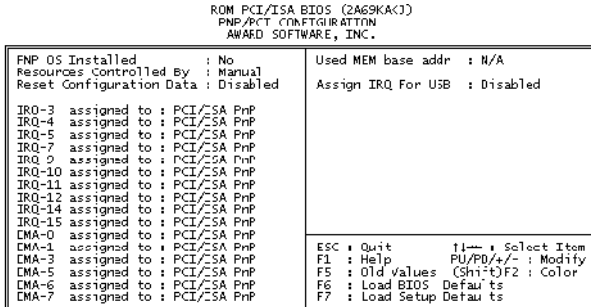 ROM PCI/ISA BIOS (2A69KAKJ)
PNP/PCI CONFIGURATION
AWARD SOFTWARE, INC.
PNP OS Installed : No
Resources Controlled By : Manual
Reset Configuration Data : Disabled
IRQ-3 assigned to : PCI/ISA PnP
IRQ-4 assigned to : PCI/ISA PnP
IRQ-5 assigned to : PCI/ISA PnP
IRQ-7 assigned to : PCI/ISA PnP
IRQ-9 assigned to : PCI/ISA PnP
IRQ-10 assigned to : PCI/ISA PnP
IRQ-11 assigned to : PCI/ISA PnP
IRQ-12 assigned to : PCI/ISA PnP
IRQ-14 assigned to : PCI/ISA PnP
IRQ-15 assigned to : PCI/ISA PnP
DMA-0 assigned to : PCI/ISA PnP
DMA-1 assigned to : PCI/ISA PnP
DMA-3 assigned to : PCI/ISA PnP
DMA-5 assigned to : PCI/ISA PnP
DMA-6 assigned to : PCI/ISA PnP
DMA-7 assigned to : PCI/ISA PnP
Used MEM base addr : N/A
Assign IRQ For USB : Disabled
ESC : Quit ↑↓→← : Select Item
F1 : Help PU/PD/+/- : Modify
F5 : Old Values (Shift)F2 : Color
F6 : Load BIOS Defaults
F7 : Load Setup Defaults